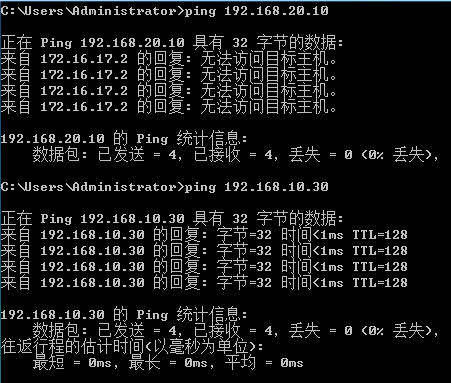 C:\Users\Administrator>ping 192.168.20.10
正在 Ping 192.168.20.10 具有 32 字节的数据:
来自 172.16.17.2 的回复: 无法访问目标主机。
来自 172.16.17.2 的回复: 无法访问目标主机。
来自 172.16.17.2 的回复: 无法访问目标主机。
来自 172.16.17.2 的回复: 无法访问目标主机。
192.168.20.10 的 Ping 统计信息:
数据包: 已发送 = 4, 已接收 = 4, 丢失 = 0 (0% 丢失),
C:\Users\Administrator>ping 192.168.10.30
正在 Ping 192.168.10.30 具有 32 字节的数据:
来自 192.168.10.30 的回复: 字节=32 时间<1ms TTL=128
来自 192.168.10.30 的回复: 字节=32 时间<1ms TTL=128
来自 192.168.10.30 的回复: 字节=32 时间<1ms TTL=128
来自 192.168.10.30 的回复: 字节=32 时间<1ms TTL=128
192.168.10.30 的 Ping 统计信息:
数据包: 已发送 = 4, 已接收 = 4, 丢失 = 0 (0% 丢失),
往返行程的估计时间(以毫秒为单位):
最短 = 0ms, 最长 = 0ms, 平均 = 0ms